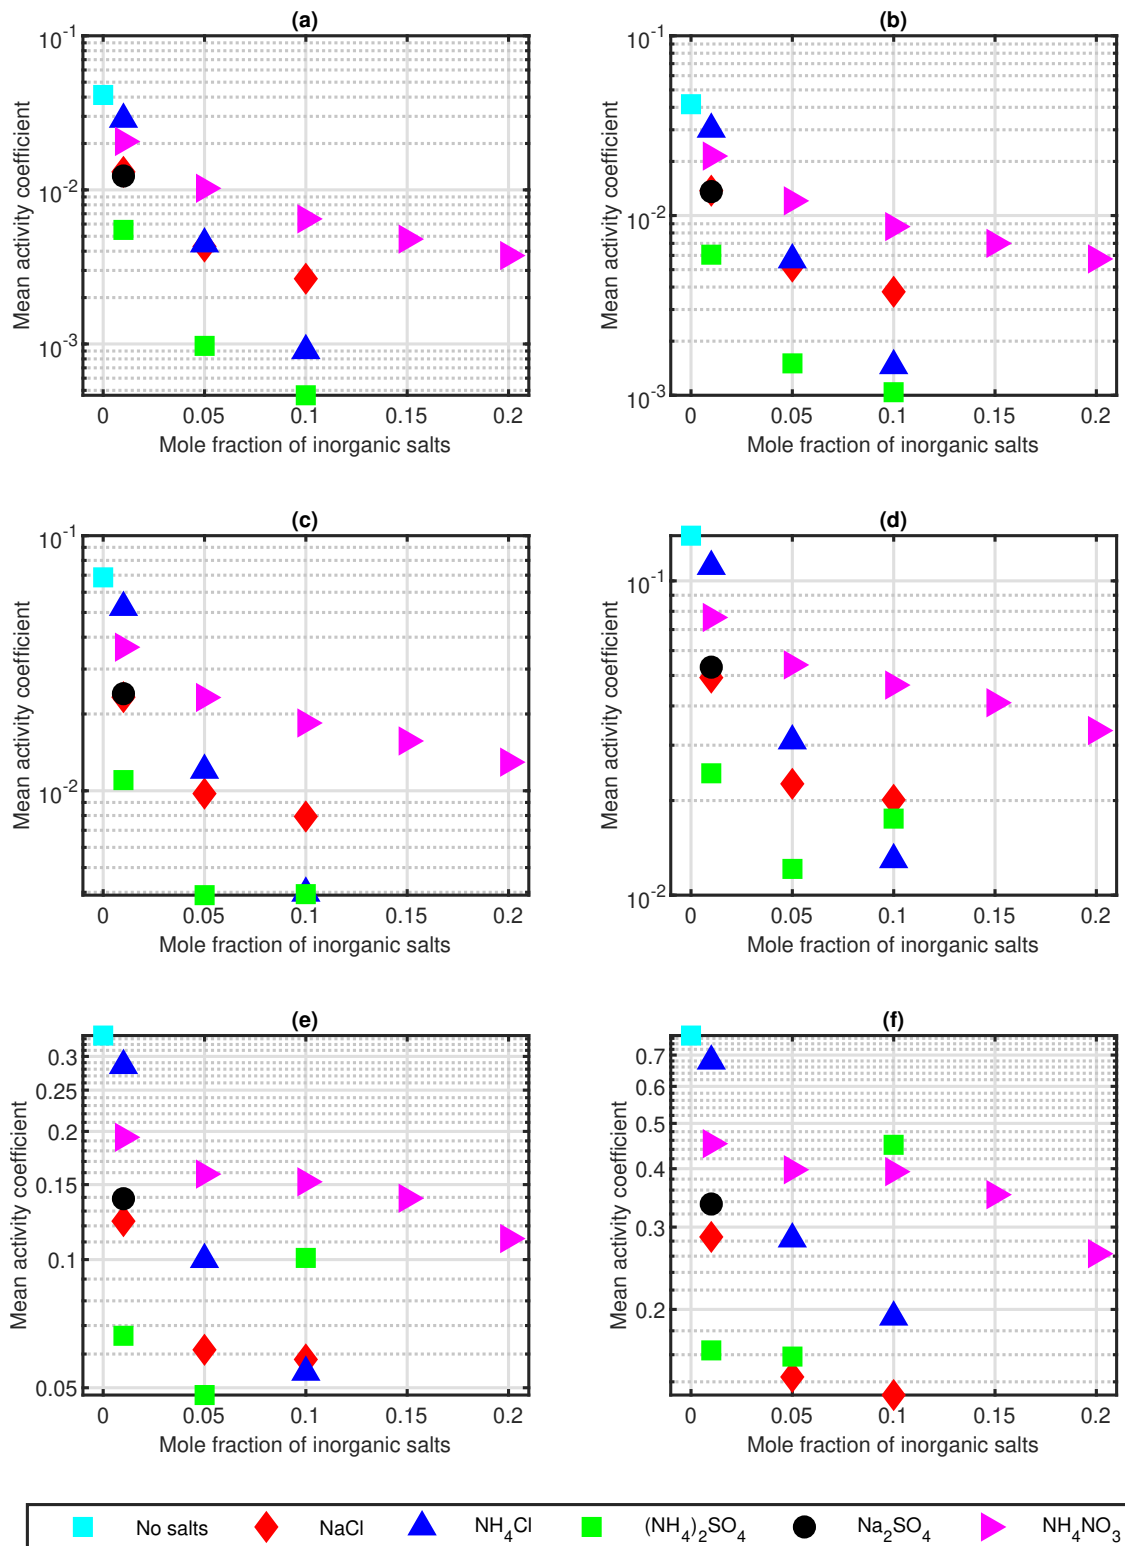 (a)
10^-1
10^-2
10^-3
Mean activity coefficient
0 0.05 0.1 0.15 0.2
Mole fraction of inorganic salts
(b)
10^-1
10^-2
10^-3
Mean activity coefficient
0 0.05 0.1 0.15 0.2
Mole fraction of inorganic salts
(c)
10^-1
10^-2
Mean activity coefficient
0 0.05 0.1 0.15 0.2
Mole fraction of inorganic salts
(d)
10^-1
10^-2
Mean activity coefficient
0 0.05 0.1 0.15 0.2
Mole fraction of inorganic salts
(e)
0.3
0.25
0.2
0.15
0.1
0.05
Mean activity coefficient
0 0.05 0.1 0.15 0.2
Mole fraction of inorganic salts
(f)
0.7
0.6
0.5
0.4
0.3
0.2
Mean activity coefficient
0 0.05 0.1 0.15 0.2
Mole fraction of inorganic salts
No salts NaCl NH_4Cl (NH_4)_2SO_4 Na_2SO_4 NH_4NO_3